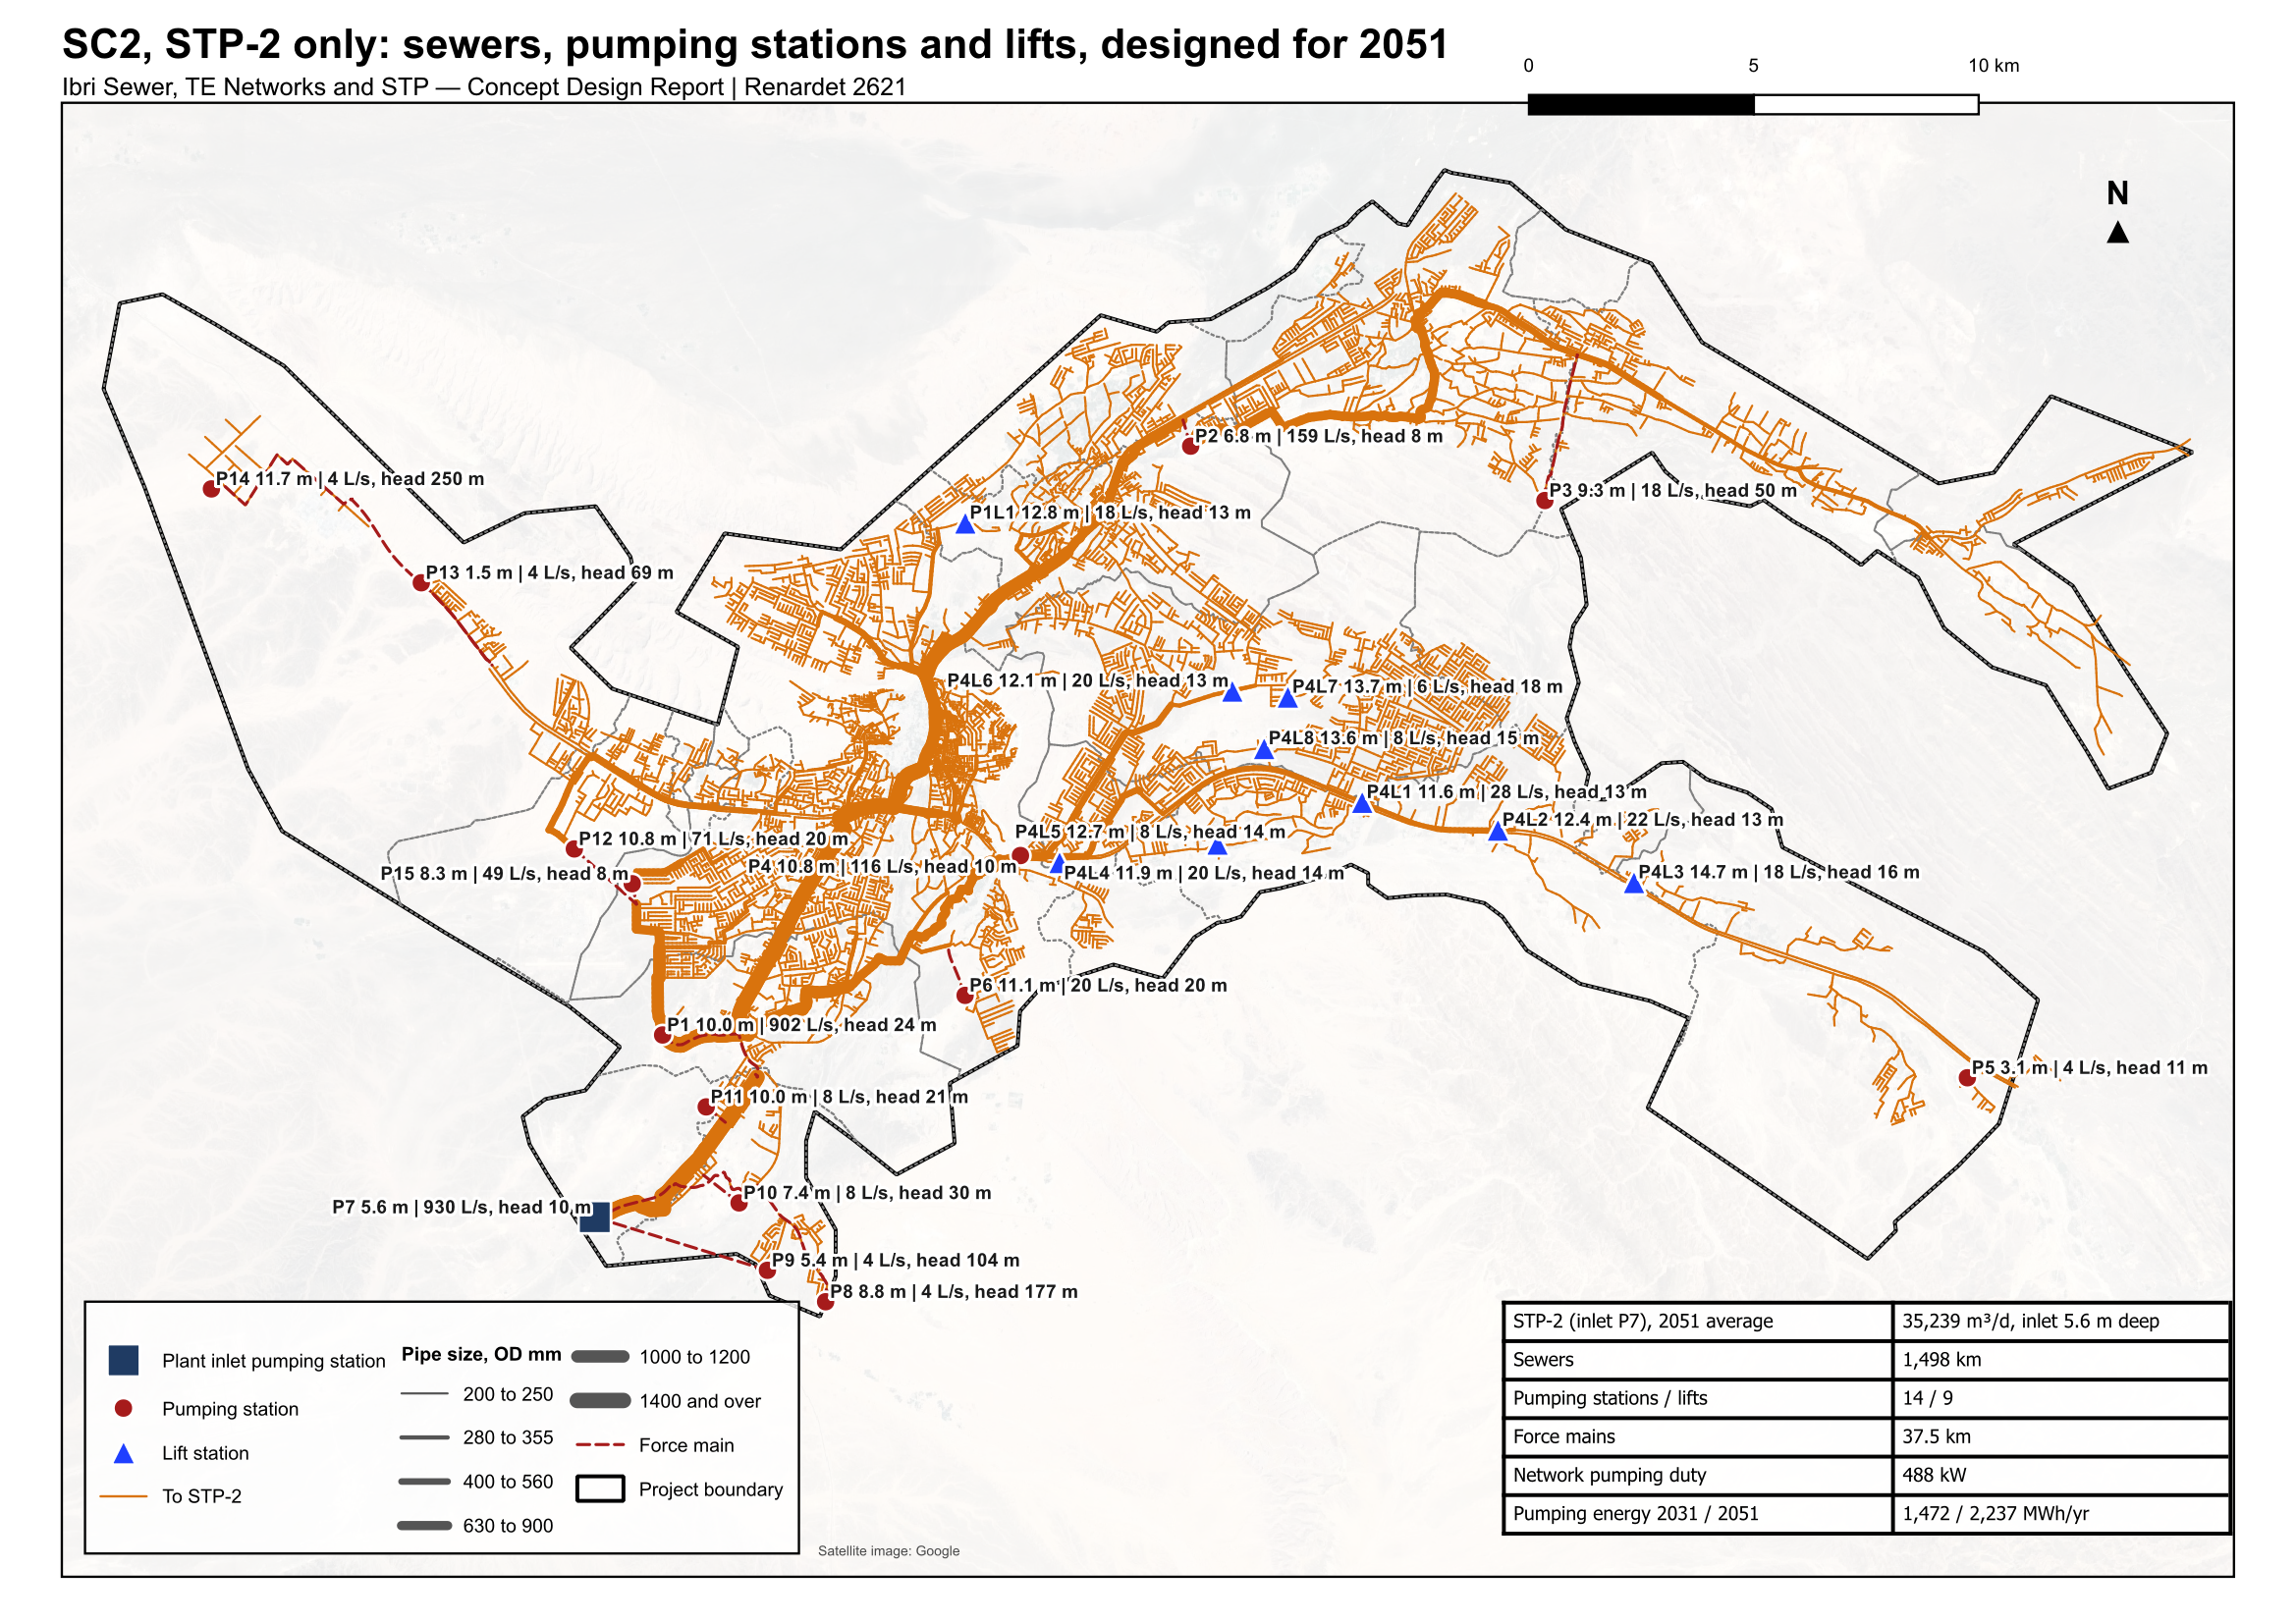 SC2, STP-2 only: sewers, pumping stations and lifts, designed for 2051
Ibri Sewer, TE Networks and STP — Concept Design Report | Renardet 2621
0 5 10 km
N
P2 6.8 m | 159 L/s, head 8 m
P14 11.7 m | 4 L/s, head 250 m
P3 9.3 m | 18 L/s, head 50 m
P1L1 12.8 m | 18 L/s, head 13 m
P13 1.5 m | 4 L/s, head 69 m
P4L6 12.1 m | 20 L/s, head 13 m
P4L7 13.7 m | 6 L/s, head 18 m
P4L8 13.6 m | 8 L/s, head 15 m
P4L1 11.6 m | 28 L/s, head 13 m
P4L2 12.4 m | 22 L/s, head 13 m
P4L5 12.7 m | 8 L/s, head 14 m
P12 10.8 m | 71 L/s, head 20 m
P4 10.8 m | 116 L/s, head 10 m
P15 8.3 m | 49 L/s, head 8 m
P4L4 11.9 m | 20 L/s, head 14 m
P4L3 14.7 m | 18 L/s, head 16 m
P6 11.1 m | 20 L/s, head 20 m
P1 10.0 m | 902 L/s, head 24 m
P5 3.1 m | 4 L/s, head 11 m
P11 10.0 m | 8 L/s, head 21 m
P10 7.4 m | 8 L/s, head 30 m
P7 5.6 m | 930 L/s, head 10 m
P9 5.4 m | 4 L/s, head 104 m
P8 8.8 m | 4 L/s, head 177 m
Plant inlet pumping station
Pumping station
Lift station
To STP-2
Pipe size, OD mm
200 to 250
280 to 355
400 to 560
630 to 900
1000 to 1200
1400 and over
Force main
Project boundary
Satellite image: Google
STP-2 (inlet P7), 2051 average 35,239 m³/d, inlet 5.6 m deep
Sewers 1,498 km
Pumping stations / lifts 14 / 9
Force mains 37.5 km
Network pumping duty 488 kW
Pumping energy 2031 / 2051 1,472 / 2,237 MWh/yr